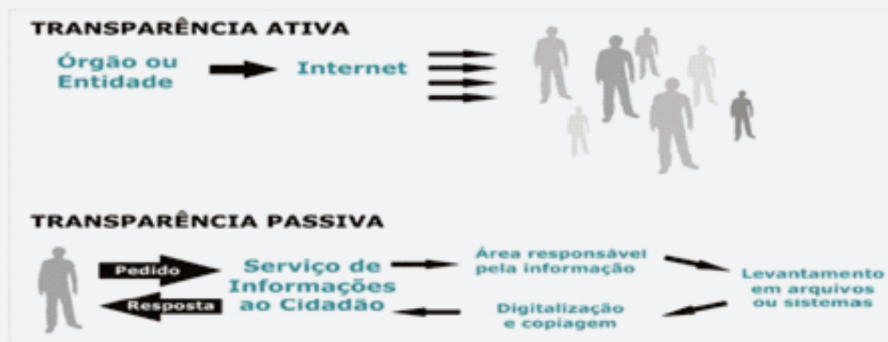 TRANSPARÊNCIA ATIVA
Órgão ou
Entidade
Internet
TRANSPARÊNCIA PASSIVA
Pedido
Resposta
Serviço de
Informações
ao Cidadão
Área responsável
pela informação
Levantamento
em arquivos
ou sistemas
Digitalização
e copiagem